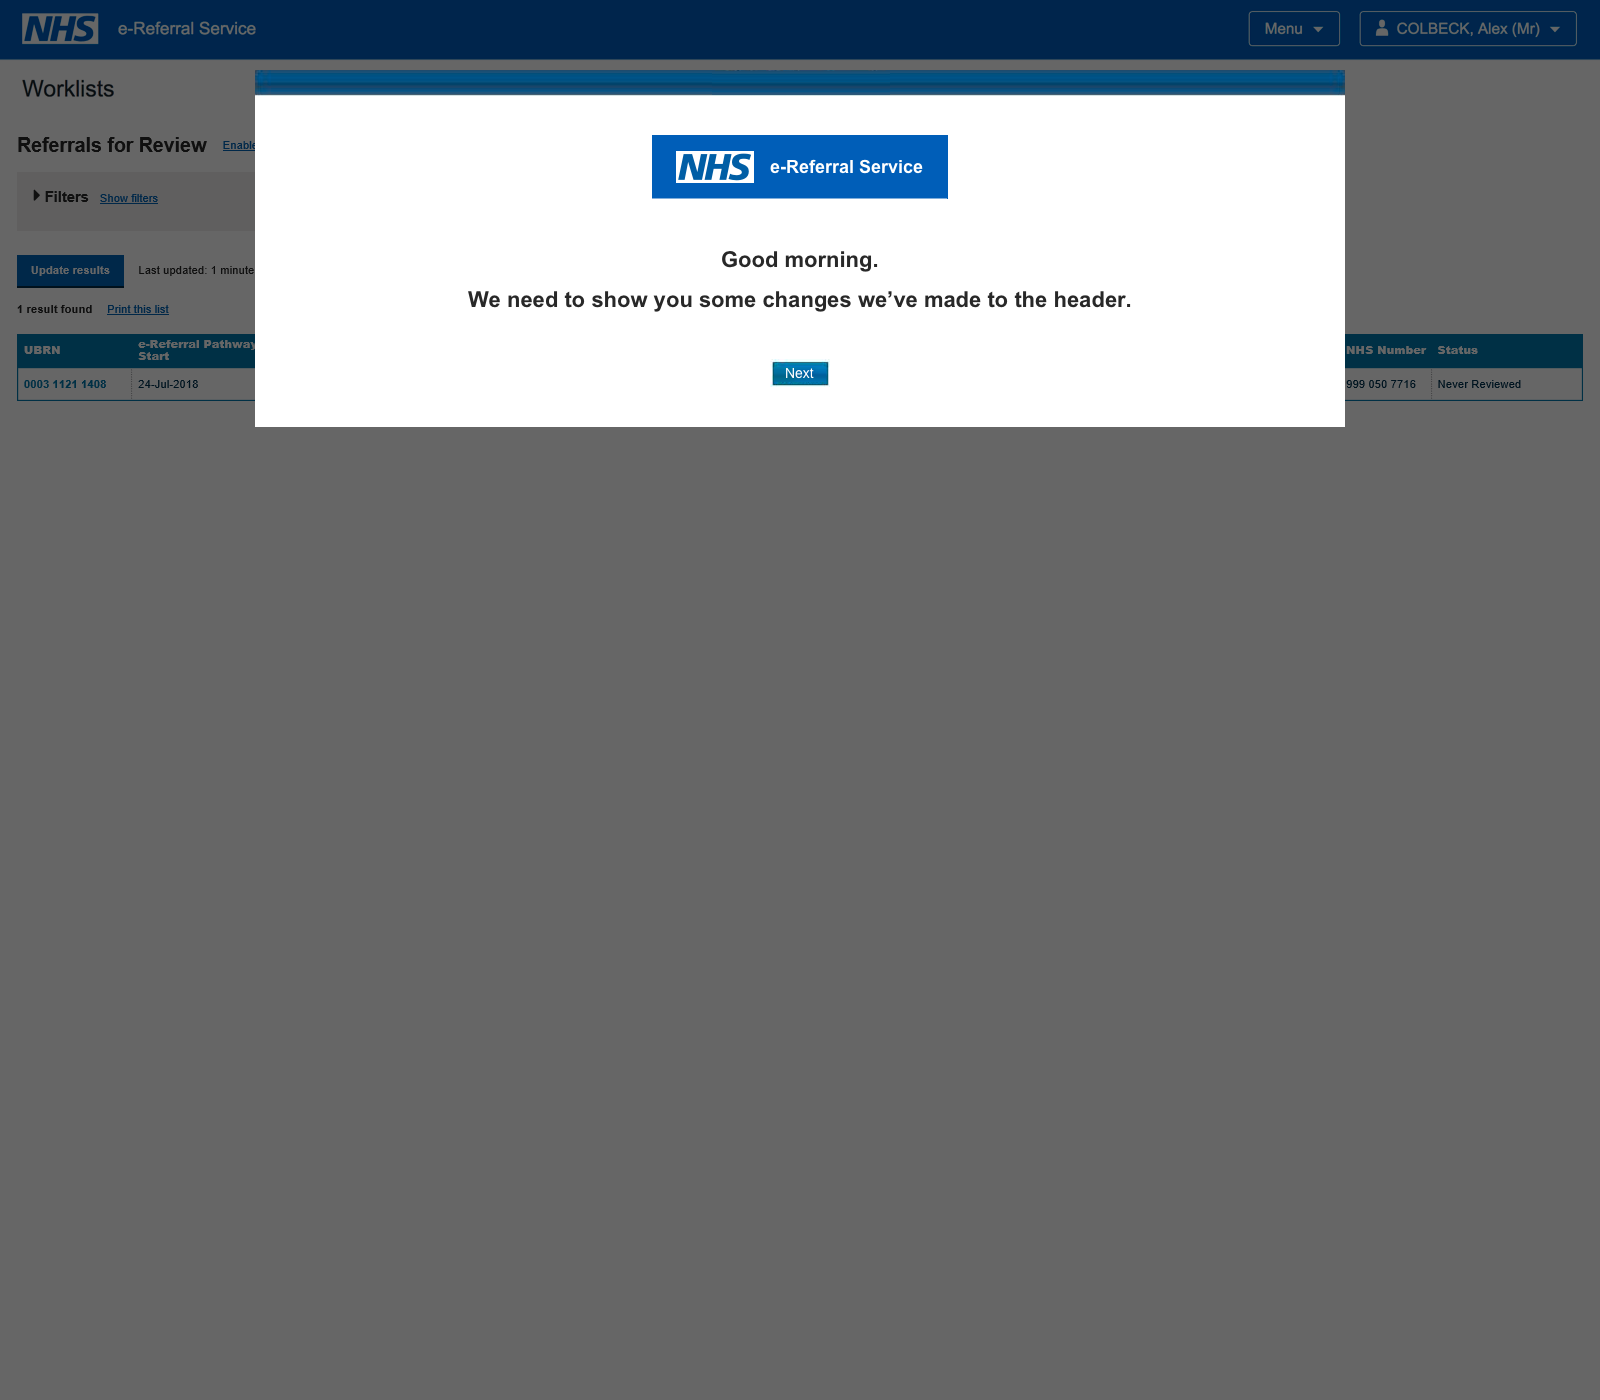 NHS e-Referral Service Menu COLBECK, Alex (Mr)
Worklists
NHS e-Referral Service
Referrals for Review Enable
Filters Show filters
Good morning.
We need to show you some changes we’ve made to the header.
Next
Update results Last updated: 1 minute
1 result found Print this list
UBRN e-Referral Pathway Start NHS Number Status
0003 1121 1408 24-Jul-2018 999 050 7716 Never Reviewed